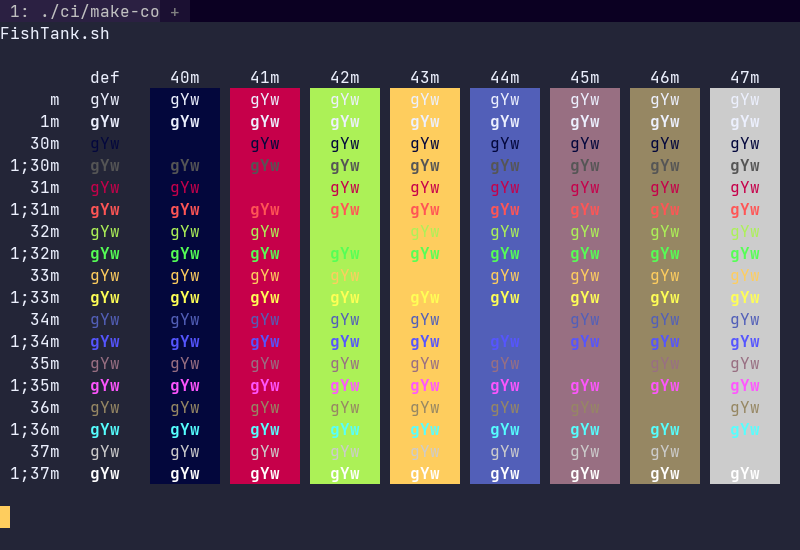 1: ./ci/make-co +
FishTank.sh
def 40m 41m 42m 43m 44m 45m 46m 47m
m gYw gYw gYw gYw gYw gYw gYw gYw gYw
1m gYw gYw gYw gYw gYw gYw gYw gYw gYw
30m gYw gYw gYw gYw gYw gYw gYw gYw
1;30m gYw gYw gYw gYw gYw gYw gYw gYw gYw
31m gYw gYw gYw gYw gYw gYw gYw gYw
1;31m gYw gYw gYw gYw gYw gYw gYw gYw gYw
32m gYw gYw gYw gYw gYw gYw gYw gYw
1;32m gYw gYw gYw gYw gYw gYw gYw gYw gYw
33m gYw gYw gYw gYw gYw gYw gYw gYw
1;33m gYw gYw gYw gYw gYw gYw gYw gYw gYw
34m gYw gYw gYw gYw gYw gYw gYw gYw
1;34m gYw gYw gYw gYw gYw gYw gYw gYw gYw
35m gYw gYw gYw gYw gYw gYw gYw gYw
1;35m gYw gYw gYw gYw gYw gYw gYw gYw gYw
36m gYw gYw gYw gYw gYw gYw gYw gYw
1;36m gYw gYw gYw gYw gYw gYw gYw gYw gYw
37m gYw gYw gYw gYw gYw gYw gYw gYw
1;37m gYw gYw gYw gYw gYw gYw gYw gYw gYw